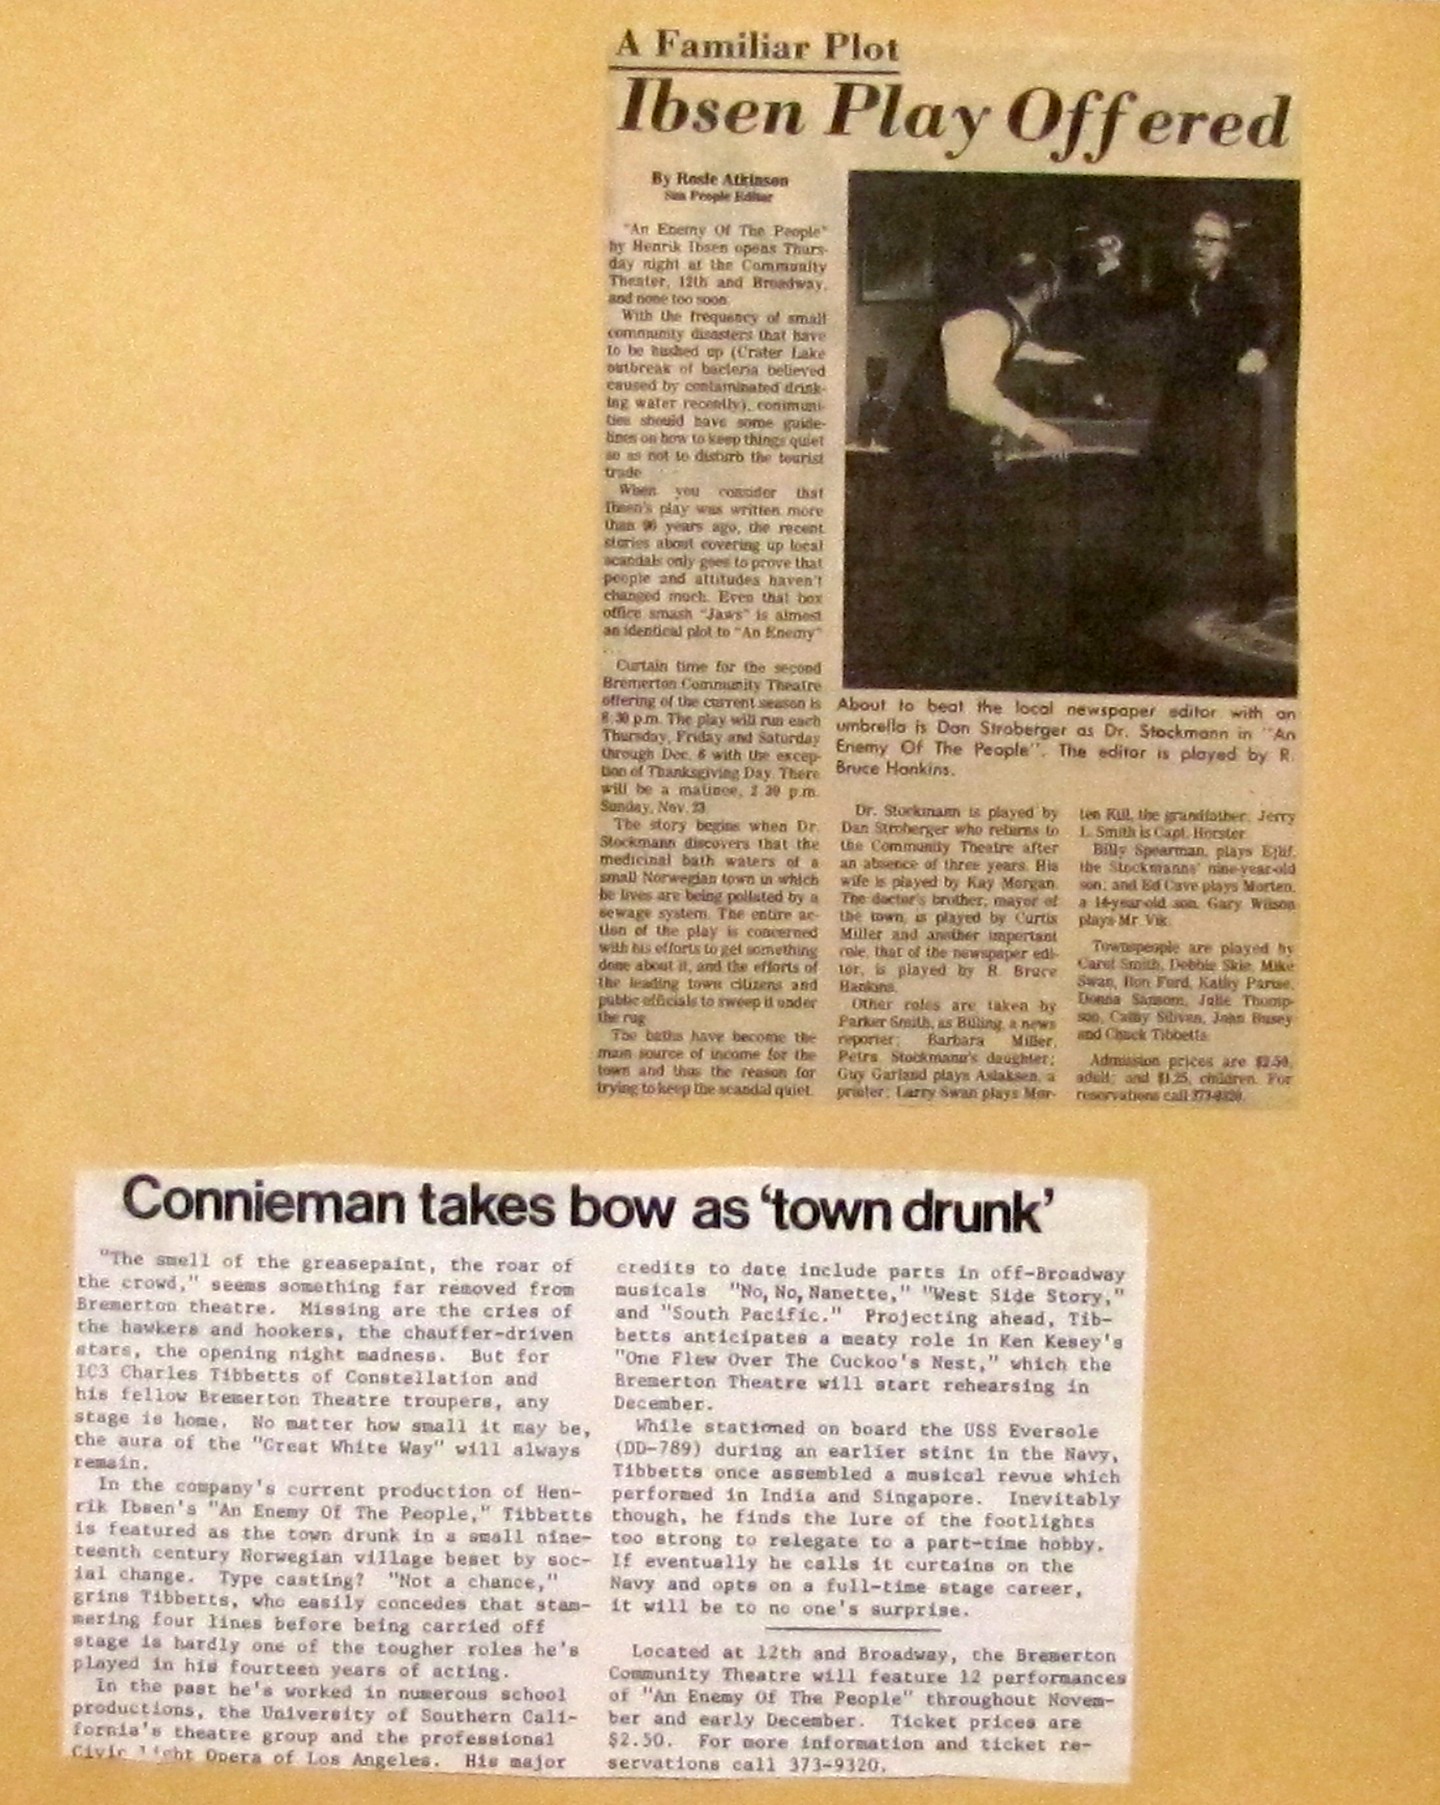 A Familiar Plot
Ibsen Play Offered
By Rosie Atkinson
Sun People Editor
"An Enemy Of The People"
by Henrik Ibsen opens Thurs-
day night at the Community
Theater, 12th and Broadway,
and none too soon.
With the frequency of small
community disasters that have
to be hushed up (Crater Lake
outbreak of bacteria believed
caused by contaminated drink-
ing water recently), communi-
ties should have some guide-
lines on how to keep things quiet
so as not to disturb the tourist
trade.
When you consider that
Ibsen's play was written more
than 90 years ago, the recent
stories about covering up local
scandals only goes to prove that
people and attitudes haven't
changed much. Even that box
office smash "Jaws" is almost
an identical plot to "An Enemy"
. . .
Curtain time for the second
Bremerton Community Theatre
offering of the current season is
8:30 p.m. The play will run each
Thursday, Friday and Saturday
through Dec. 6 with the excep-
tion of Thanksgiving Day. There
will be a matinee, 2:30 p.m.
Sunday, Nov. 23.
The story begins when Dr.
Stockmann discovers that the
medicinal bath waters of a
small Norwegian town in which
he lives are being polluted by a
sewage system. The entire ac-
tion of the play is concerned
with his efforts to get something
done about it, and the efforts of
the leading town citizens and
public officials to sweep it under
the rug.
The baths have become the
main source of income for the
town and thus the reason for
trying to keep the scandal quiet.
About to beat the local newspaper editor with an
umbrella is Dan Stroberger as Dr. Stockmann in "An
Enemy Of The People". The editor is played by R.
Bruce Hankins.
Dr. Stockmann is played by
Dan Stroberger who returns to
the Community Theatre after
an absence of three years. His
wife is played by Kay Morgan.
The doctor's brother, mayor of
the town, is played by Curtis
Miller and another important
role, that of the newspaper edi-
tor, is played by R. Bruce
Hankins.
Other roles are taken by
Parker Smith, as Billing, a news
reporter; Barbara Miller,
Petra Stockmann's daughter;
Guy Garland plays Aslaksen, a
printer; Larry Swan plays Mor-
ten Kill, the grandfather; Jerry
L. Smith is Capt. Horster.
Billy Spearman, plays Ejlif,
the Stockmanns' nine-year-old
son; and Ed Cave plays Morten,
a 14-year-old son. Gary Wilson
plays Mr. Vik.
Townspeople are played by
Carol Smith, Debbie Skie, Mike
Swan, Ron Ford, Kathy Parise,
Donna Sansom, Julie Thomp-
son, Cathy Silivan, John Busey
and Chuck Tibbetts.
Admission prices are $2.50,
adult; and $1.25, children. For
reservations call 373-9320.
Connieman takes bow as 'town drunk'
"The smell of the greasepaint, the roar of
the crowd," seems something far removed from
Bremerton theatre. Missing are the cries of
the hawkers and hookers, the chauffer-driven
stars, the opening night madness. But for
IC3 Charles Tibbetts of Constellation and
his fellow Bremerton Theatre troupers, any
stage is home. No matter how small it may be,
the aura of the "Great White Way" will always
remain.
In the company's current production of Hen-
rik Ibsen's "An Enemy Of The People," Tibbetts
is featured as the town drunk in a small nine-
teenth century Norwegian village beset by soc-
ial change. Type casting? "Not a chance,"
grins Tibbetts, who easily concedes that stam-
mering four lines before being carried off
stage is hardly one of the tougher roles he's
played in his fourteen years of acting.
In the past he's worked in numerous school
productions, the University of Southern Cali-
fornia's theatre group and the professional
Civic Light Opera of Los Angeles. His major
credits to date include parts in off-Broadway
musicals "No, No, Nanette," "West Side Story,"
and "South Pacific." Projecting ahead, Tib-
betts anticipates a meaty role in Ken Kesey's
"One Flew Over The Cuckoo's Nest," which the
Bremerton Theatre will start rehearsing in
December.
While stationed on board the USS Eversole
(DD-789) during an earlier stint in the Navy,
Tibbetts once assembled a musical revue which
performed in India and Singapore. Inevitably
though, he finds the lure of the footlights
too strong to relegate to a part-time hobby.
If eventually he calls it curtains on the
Navy and opts on a full-time stage career,
it will be to no one's surprise.
Located at 12th and Broadway, the Bremerton
Community Theatre will feature 12 performances
of "An Enemy Of The People" throughout Novem-
ber and early December. Ticket prices are
$2.50. For more information and ticket re-
servations call 373-9320.